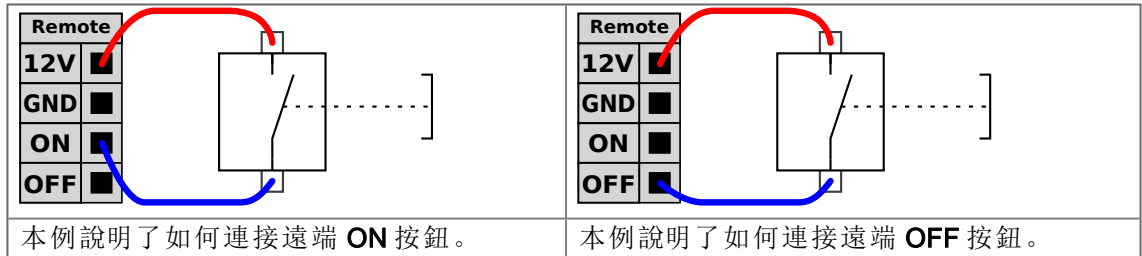 Remote
12V
GND
ON
OFF
本例說明了如何連接遠端 ON 按鈕。
Remote
12V
GND
ON
OFF
本例說明了如何連接遠端 OFF 按鈕。